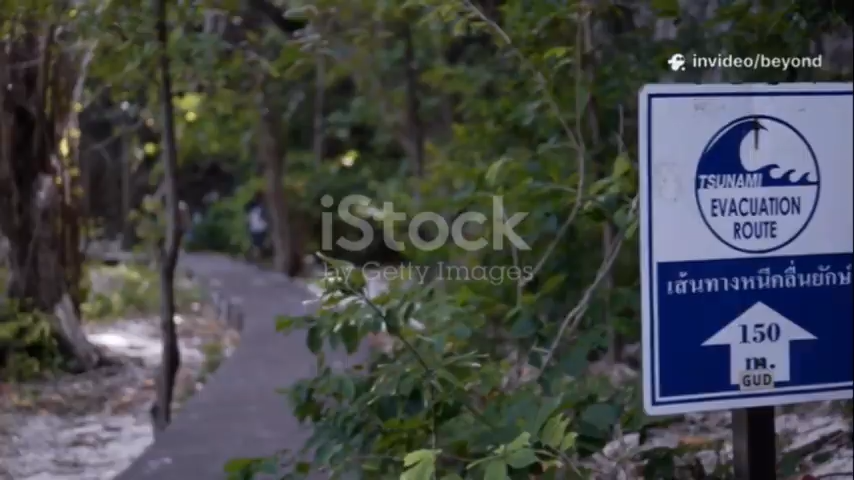 invideo/beyond
iStock
by Getty Images
TSUNAMI
EVACUATION
ROUTE
เส้นทางหนีคลื่นยักษ์
150
ม.
GUD